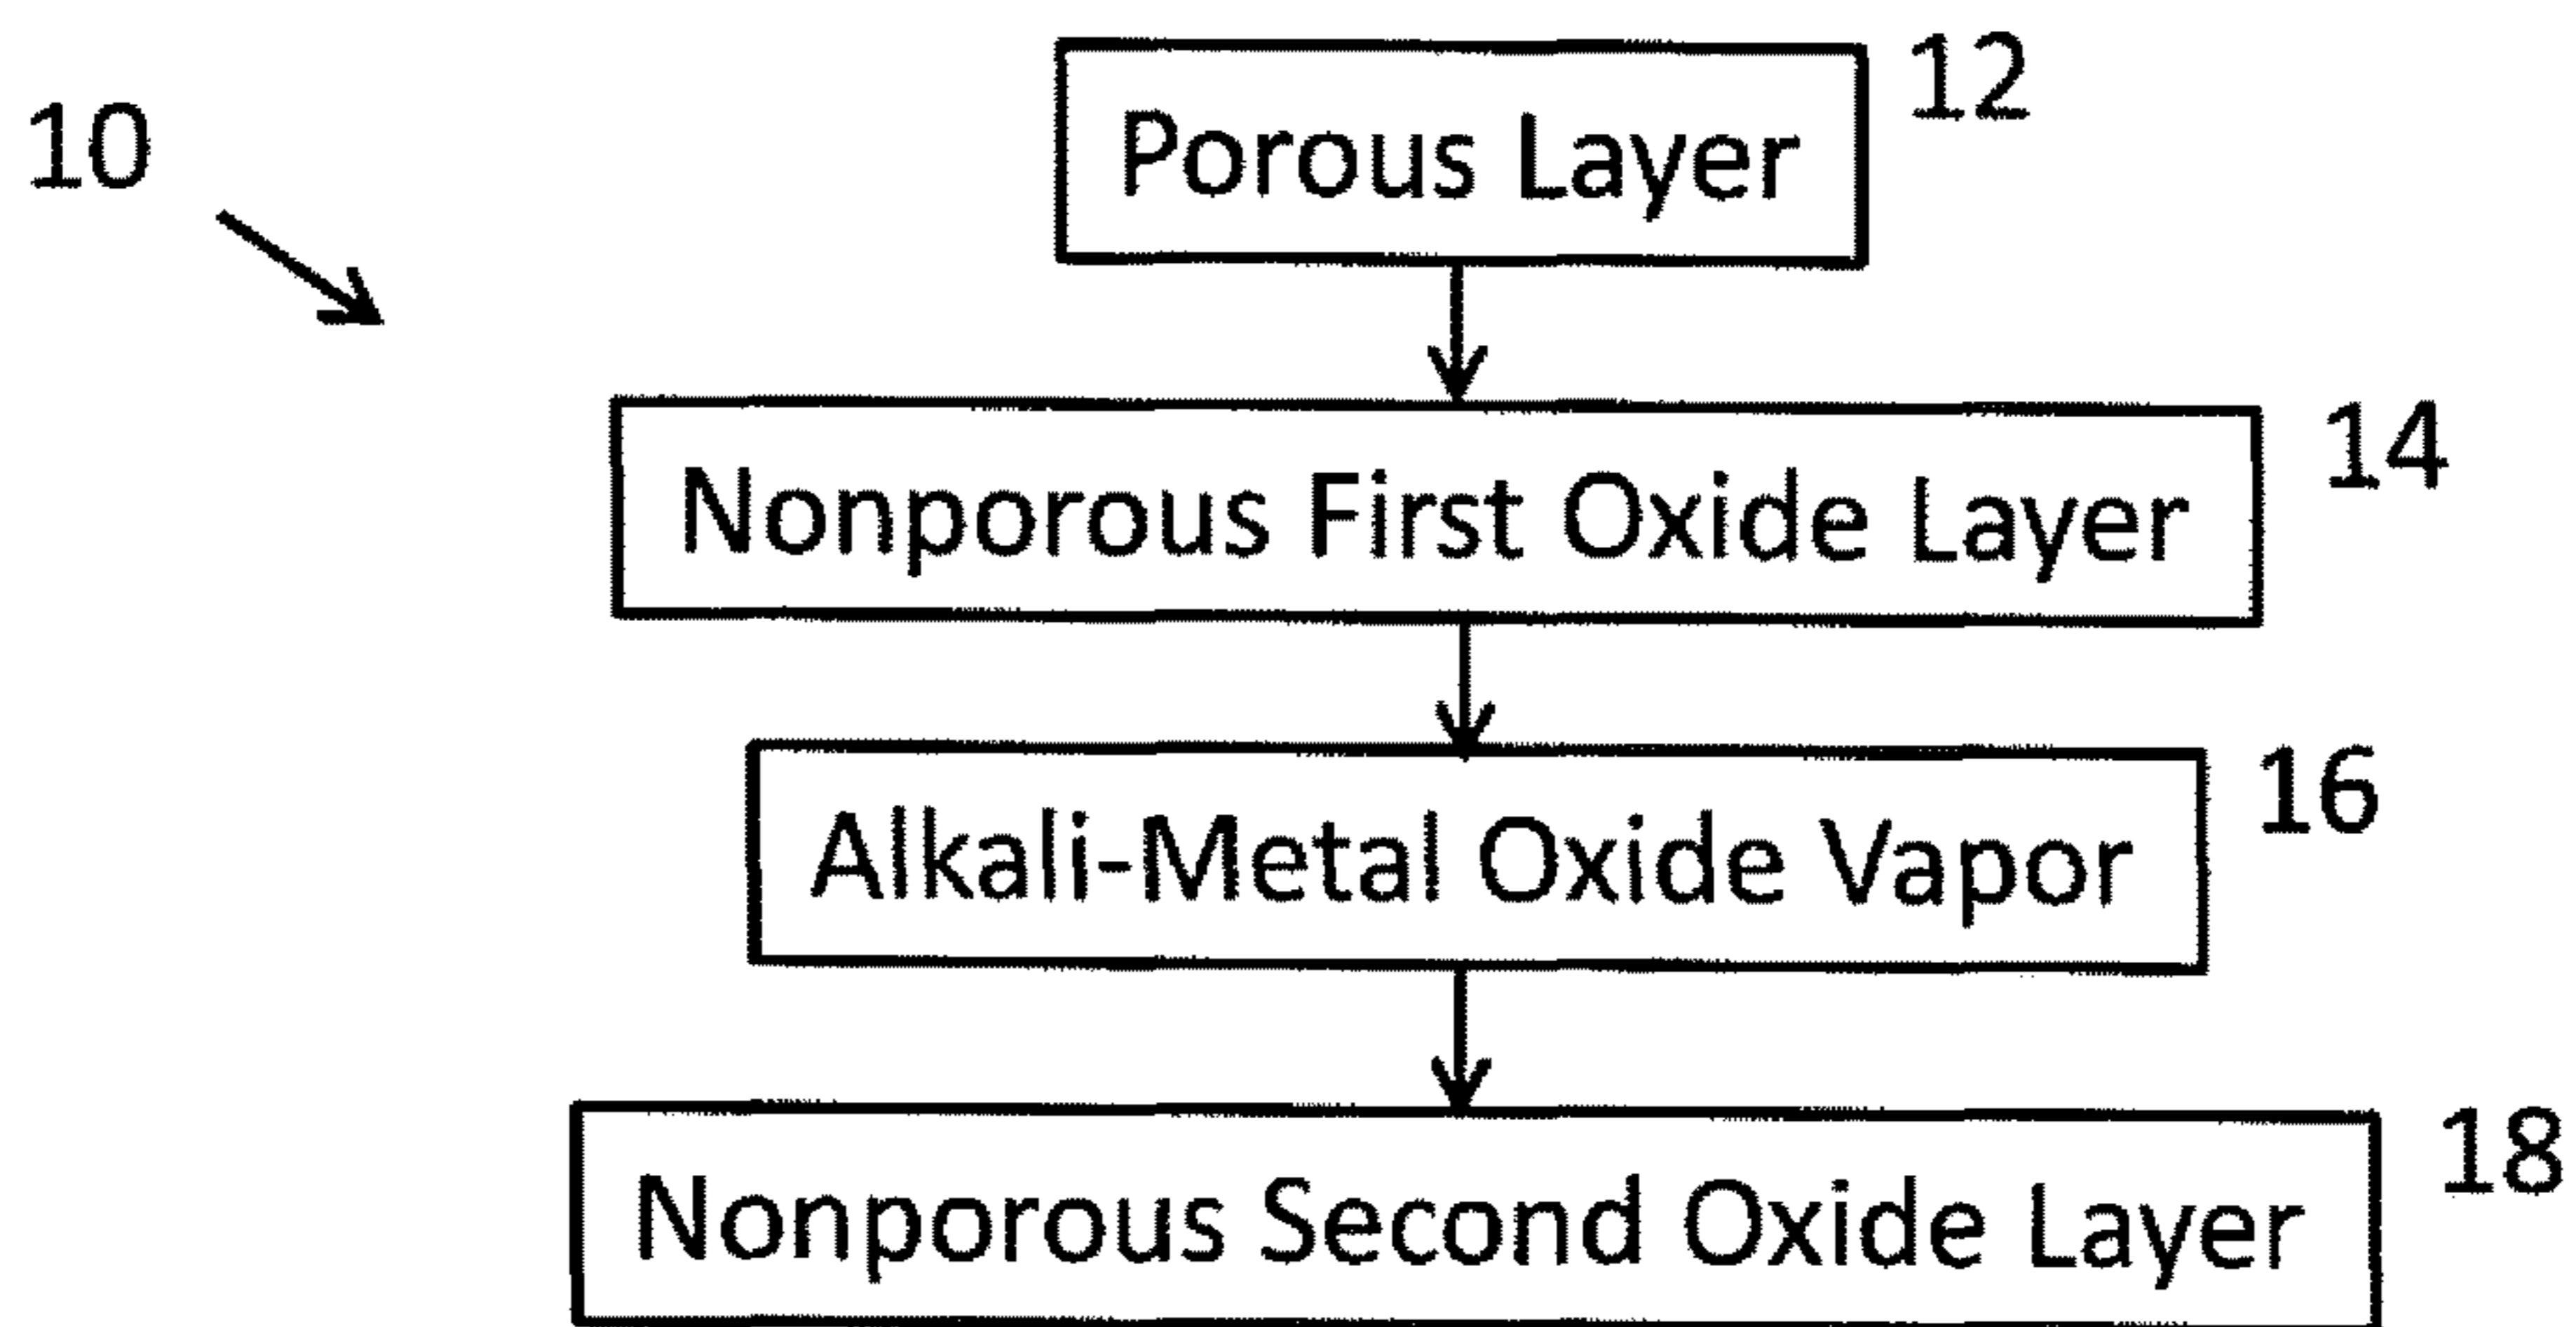 10
Porous Layer
12
Nonporous First Oxide Layer
14
Alkali-Metal Oxide Vapor
16
Nonporous Second Oxide Layer
18